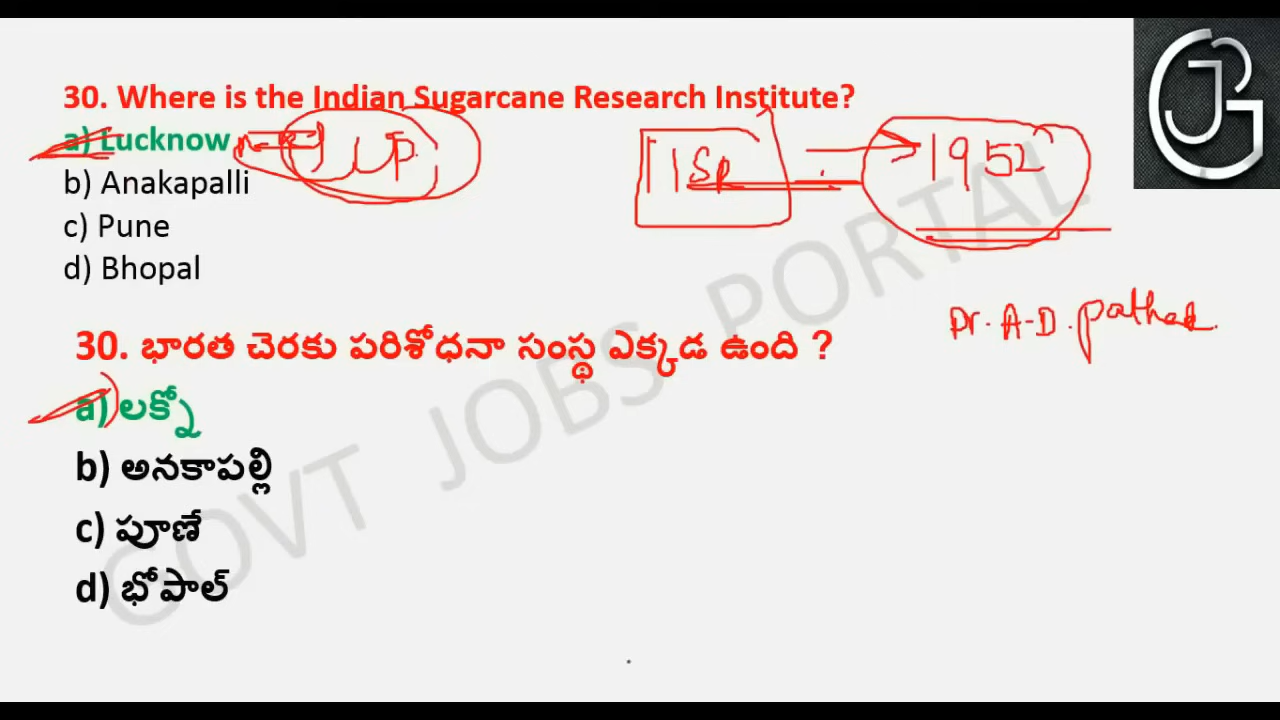 30. Where is the Indian Sugarcane Research Institute?
a) Lucknow UP
1952
b) Anakapalli
c) Pune
d) Bhopal
Dr. A-D. pathak.
30. భారత చెరకు పరిశోధనా సంస్థ ఎక్కడ ఉంది ?
a) లక్నో
b) అనకాపల్లి
c) పూణే
d) భోపాల్
GOVT JOBS PORTAL